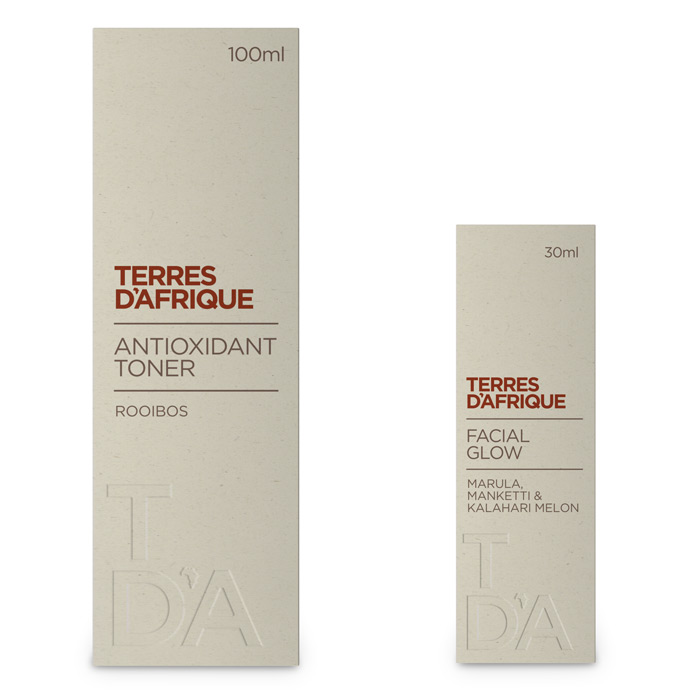 100ml
TERRES
D'AFRIQUE
ANTIOXIDANT
TONER
ROOIBOS
T
D'A
30ml
TERRES
D'AFRIQUE
FACIAL
GLOW
MARULA,
MANKETTI &
KALAHARI MELON
T
D'A